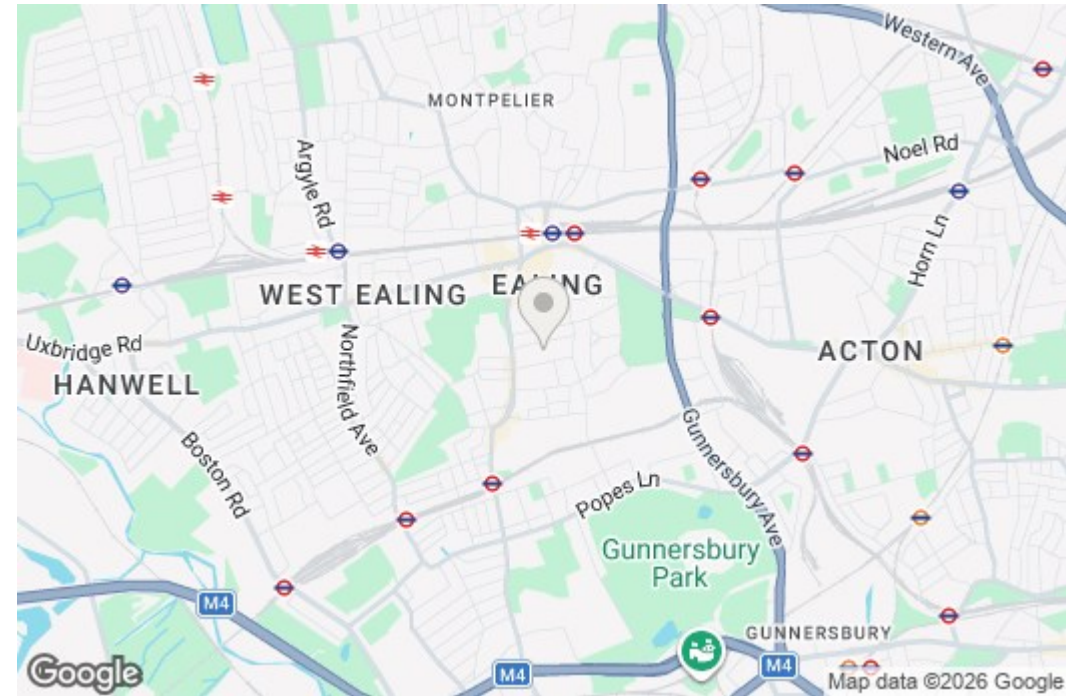 Western Ave
MONTPELIER
Argyle Rd
Noel Rd
Horn Ln
WEST EALING
EALING
Uxbridge Rd
Northfield Ave
ACTON
HANWELL
Boston Rd
Gunnersbury Ave
Popes Ln
Gunnersbury
Park
M4
GUNNERSBURY
M4
M4
Google
Map data ©2026 Google